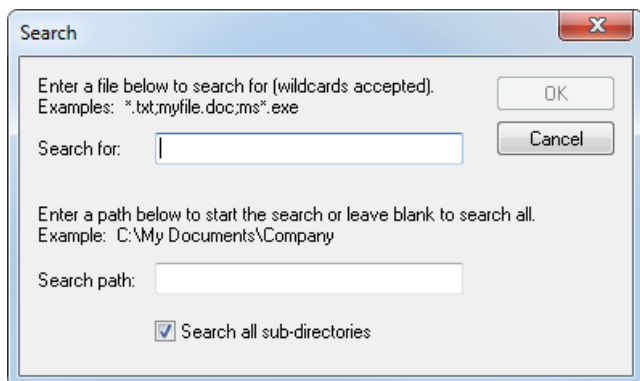 Search
Enter a file below to search for (wildcards accepted).
Examples:  *.txt;myfile.doc;ms*.exe
OK
Search for:
Cancel
Enter a path below to start the search or leave blank to search all.
Example:  C:\My Documents\Company
Search path:
Search all sub-directories